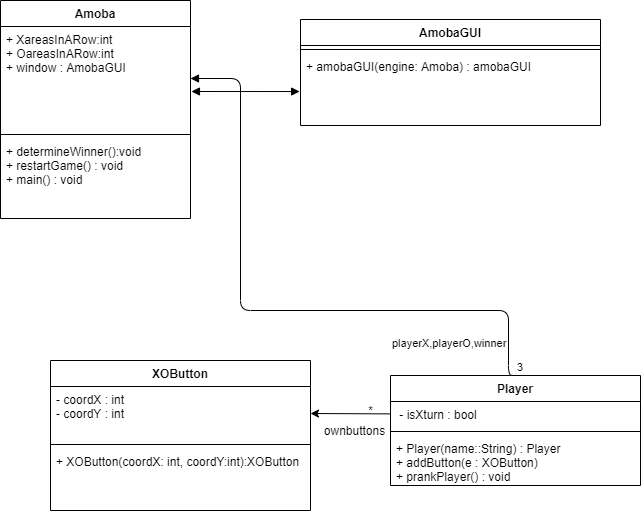 Amoba
+ XareasInARow:int
+ OareasInARow:int
+ window : AmobaGUI
+ determineWinner():void
+ restartGame() : void
+ main() : void
AmobaGUI
+ amobaGUI(engine: Amoba) : amobaGUI
playerX,playerO,winner
3
XOButton
- coordX : int
- coordY : int
+ XOButton(coordX: int, coordY:int):XOButton
*
ownbuttons
Player
- isXturn : bool
+ Player(name::String) : Player
+ addButton(e : XOButton)
+ prankPlayer() : void